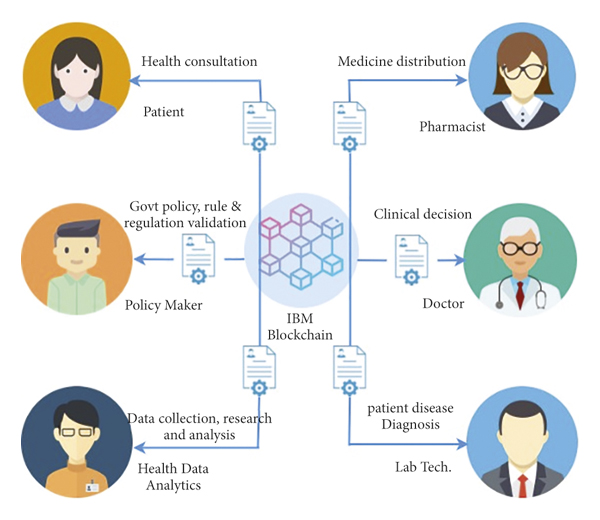 Health consultation
Patient
Medicine distribution
Pharmacist
Govt policy, rule &
regulation validation
Policy Maker
Clinical decision
Doctor
IBM
Blockchain
Data collection, research
and analysis
Health Data
Analytics
patient disease
Diagnosis
Lab Tech.